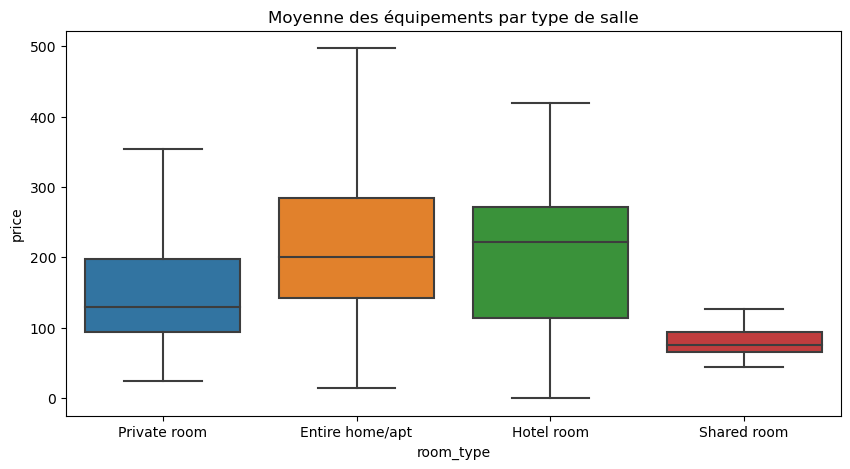 Moyenne des équipements par type de salle
price
500
400
300
200
100
0
Private room
Entire home/apt
Hotel room
Shared room
room_type